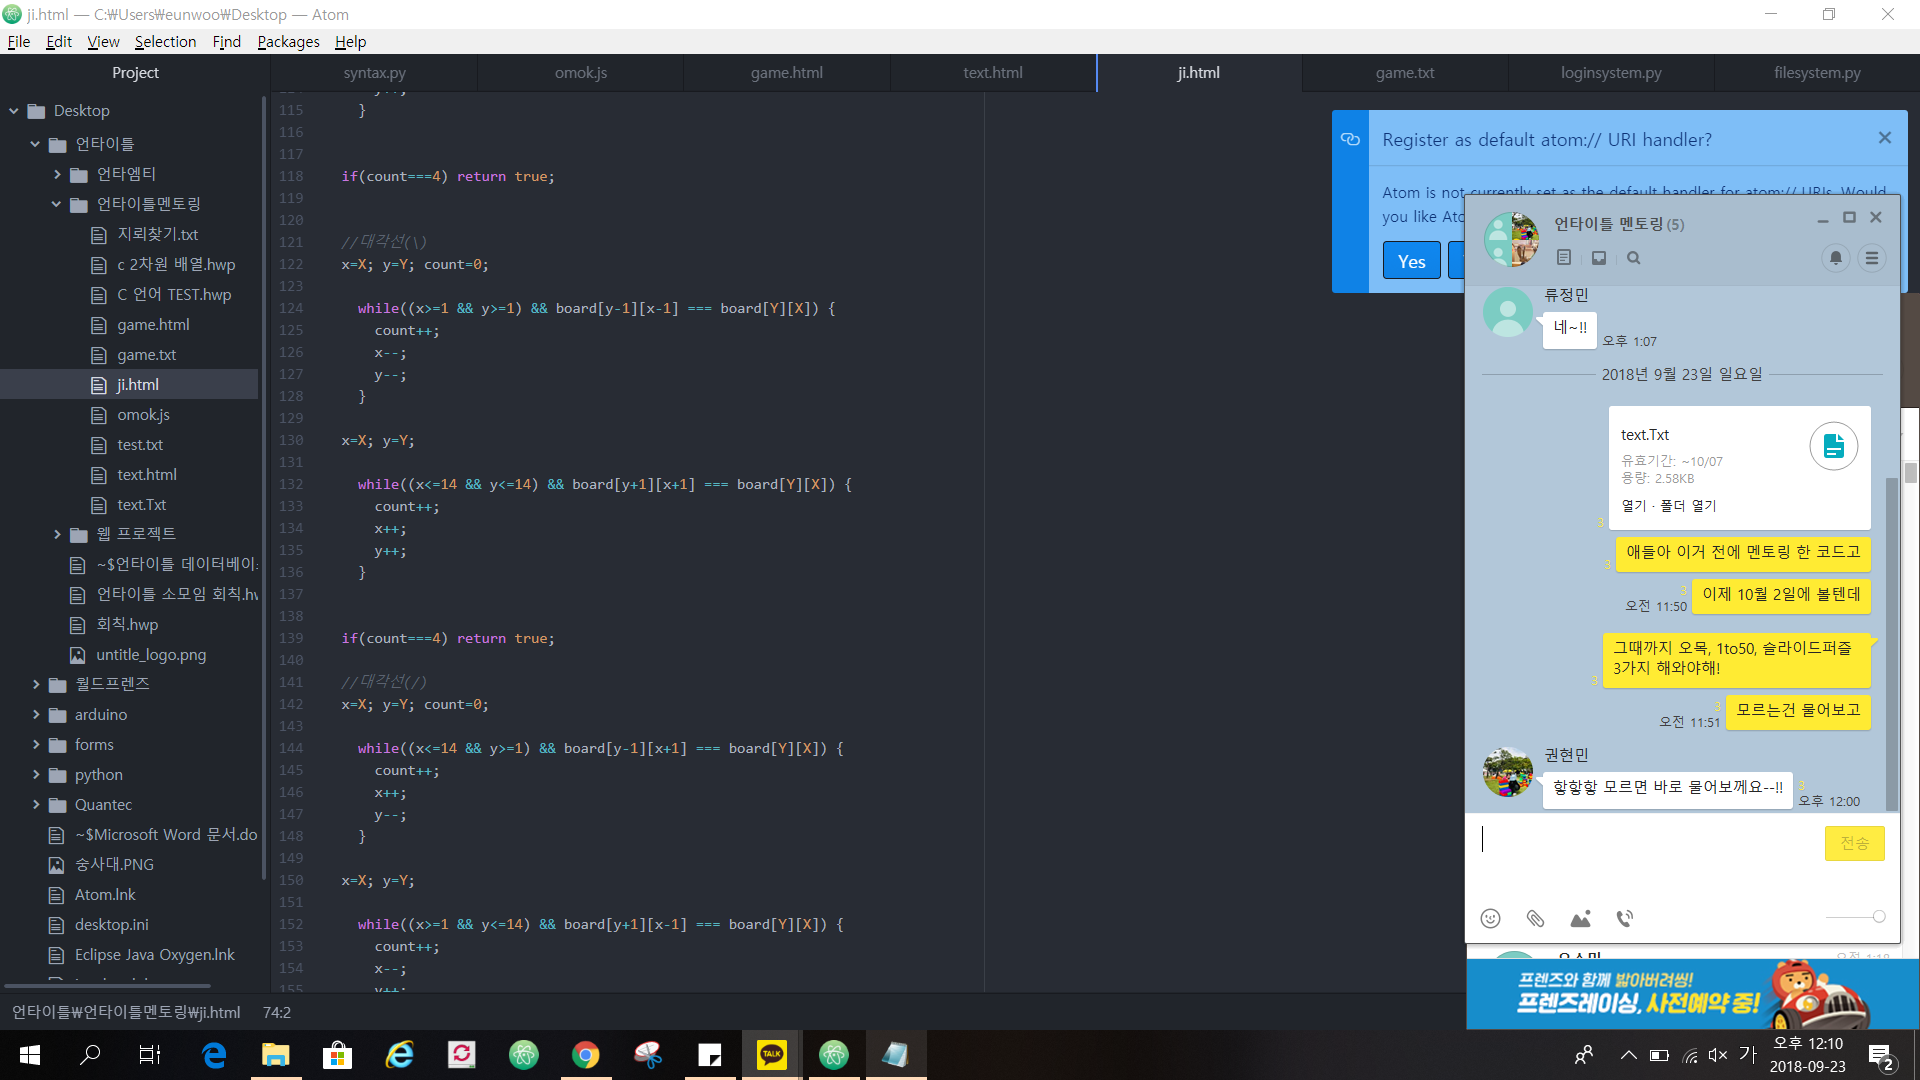 ji.html — C:₩Users₩eunwoo₩Desktop — Atom
File Edit View Selection Find Packages Help
Project
syntax.py
omok.js
game.html
text.html
ji.html
game.txt
loginsystem.py
filesystem.py
Desktop
언타이틀
언타엠티
언타이틀멘토링
지뢰찾기.txt
c 2차원 배열.hwp
C 언어 TEST.hwp
game.html
game.txt
ji.html
omok.js
test.txt
text.html
text.Txt
웹 프로젝트
~$언타이틀 데이터베이
언타이틀 소모임 회칙.hw
회칙.hwp
untitle_logo.png
월드프렌즈
arduino
forms
python
Quantec
~$Microsoft Word 문서.do
숭사대.PNG
Atom.lnk
desktop.ini
Eclipse Java Oxygen.lnk
115 }
116
117
118 if(count===4) return true;
119
120
121 //대각선(\)
122 x=X; y=Y; count=0;
123
124 while((x>=1 && y>=1) && board[y-1][x-1] === board[Y][X]) {
125 count++;
126 x--;
127 y--;
128 }
129
130 x=X; y=Y;
131
132 while((x<=14 && y<=14) && board[y+1][x+1] === board[Y][X]) {
133 count++;
134 x++;
135 y++;
136 }
137
138
139 if(count===4) return true;
140
141 //대각선(/)
142 x=X; y=Y; count=0;
143
144 while((x<=14 && y>=1) && board[y-1][x+1] === board[Y][X]) {
145 count++;
146 x++;
147 y--;
148 }
149
150 x=X; y=Y;
151
152 while((x>=1 && y<=14) && board[y+1][x-1] === board[Y][X]) {
153 count++;
154 x--;
155 y++;
Register as default atom:// URI handler?
Atom is not currently set as the default handler for atom:// URIs. Would
you like Ato
Yes
언타이틀 멘토링 (5)
류정민
네~!!
오후 1:07
2018년 9월 23일 일요일
text.Txt
유효기간: ~10/07
용량: 2.58KB
열기 · 폴더 열기
3
애들아 이거 전에 멘토링 한 코드고
3
이제 10월 2일에 볼텐데
3
오전 11:50
그때까지 오목, 1to50, 슬라이드퍼즐
3가지 해와야해!
3
모르는건 물어보고
3
오전 11:51
권현민
핳핳핳 모르면 바로 물어보께요--!!
3
오후 12:00
전송
프렌즈와 함께 밟아버려씽!
프렌즈레이싱, 사전예약 중!
언타이틀₩언타이틀멘토링₩ji.html 74:2
TALK
가
오후 12:10
2018-09-23
2